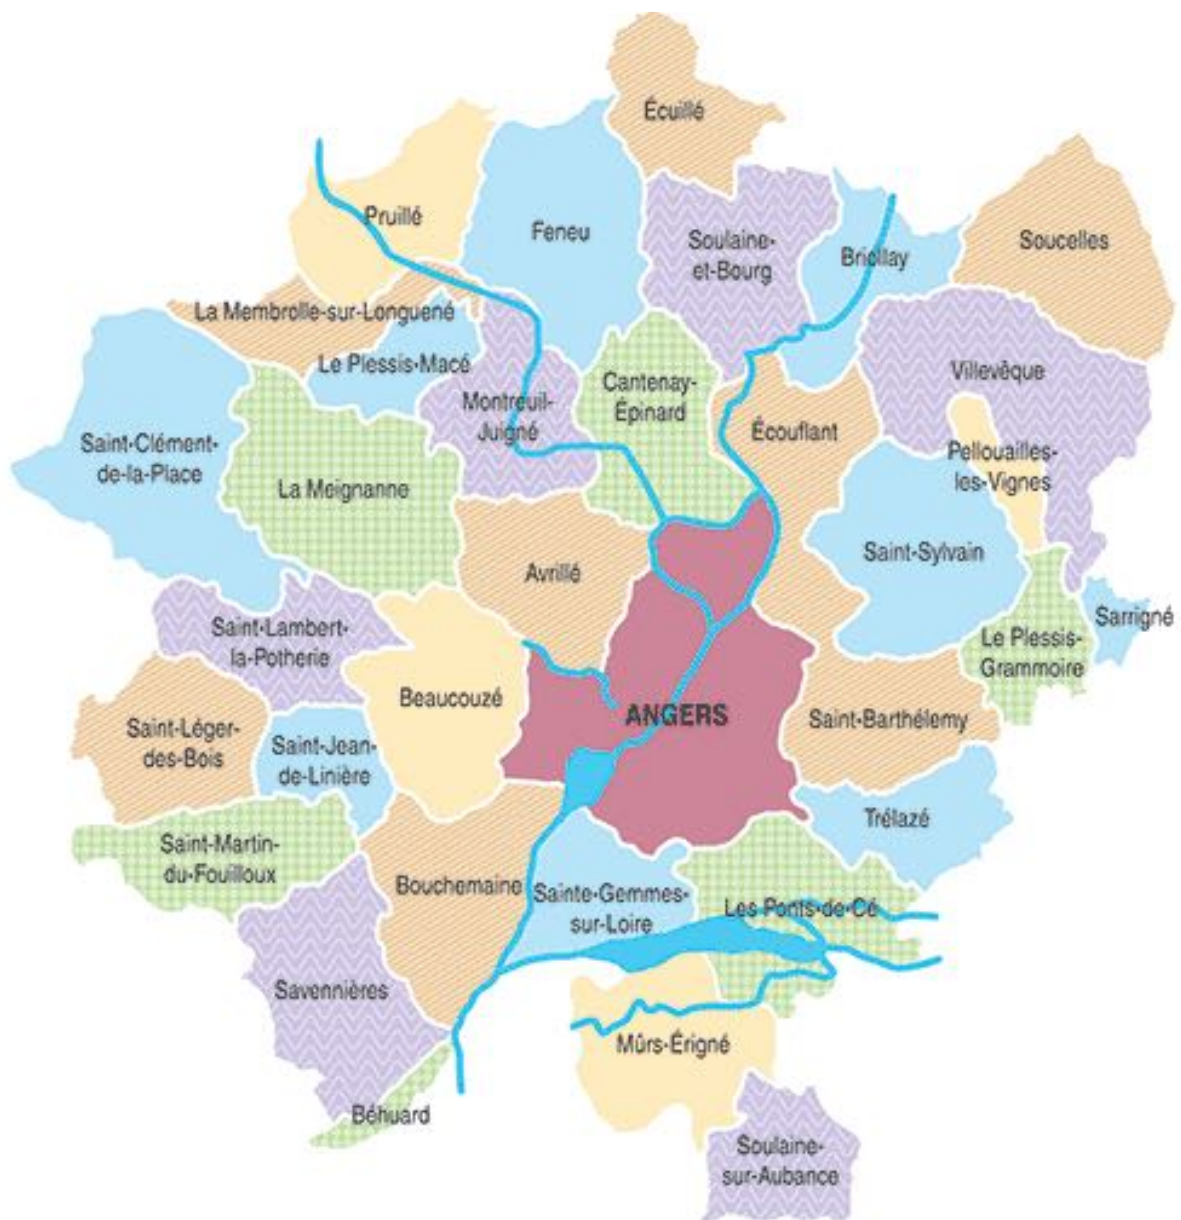 Écuillé
Pruillé
Feneu
Soulaine-
et-Bourg
Briollay
Soucelles
La Membrolle-sur-Longuené
Le Plessis-Macé
Montreuil-
Juigné
Cantenay-
Épinard
Écouflant
Villevêque
Pellouailles-
les-Vignes
Saint-Clément-
de-la-Place
La Meignanne
Avrillé
Saint-Sylvain
Sarrigné
Le Plessis-
Grammoire
Saint-Lambert-
la-Potherie
Beaucouzé
ANGERS
Saint-Barthélemy
Saint-Léger-
des-Bois
Saint-Jean-
de-Linière
Trélazé
Saint-Martin-
du-Fouilloux
Bouchemaine
Sainte-Gemmes-
sur-Loire
Les Ponts-de-Cé
Savennières
Mûrs-Érigné
Béhuard
Soulaine-
sur-Aubance